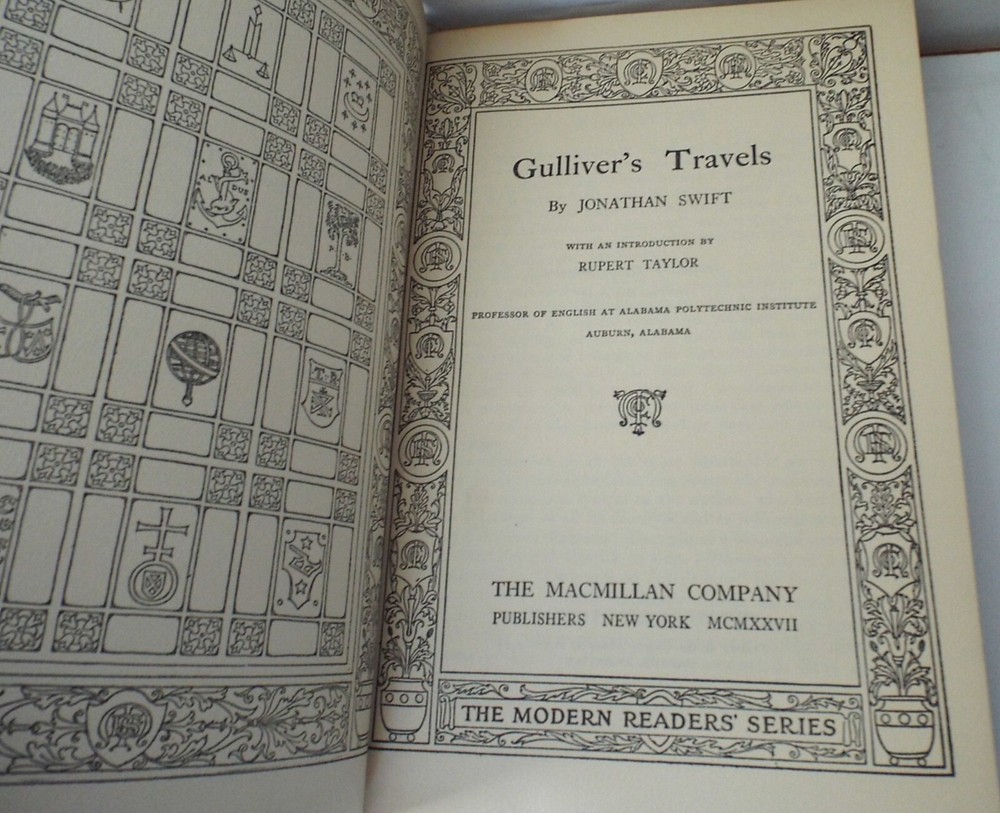 ALDUS
T. R.
Gulliver's Travels
By JONATHAN SWIFT
WITH AN INTRODUCTION BY
RUPERT TAYLOR
PROFESSOR OF ENGLISH AT ALABAMA POLYTECHNIC INSTITUTE
AUBURN, ALABAMA
THE MACMILLAN COMPANY
PUBLISHERS NEW YORK MCMXXVII
THE MODERN READERS' SERIES